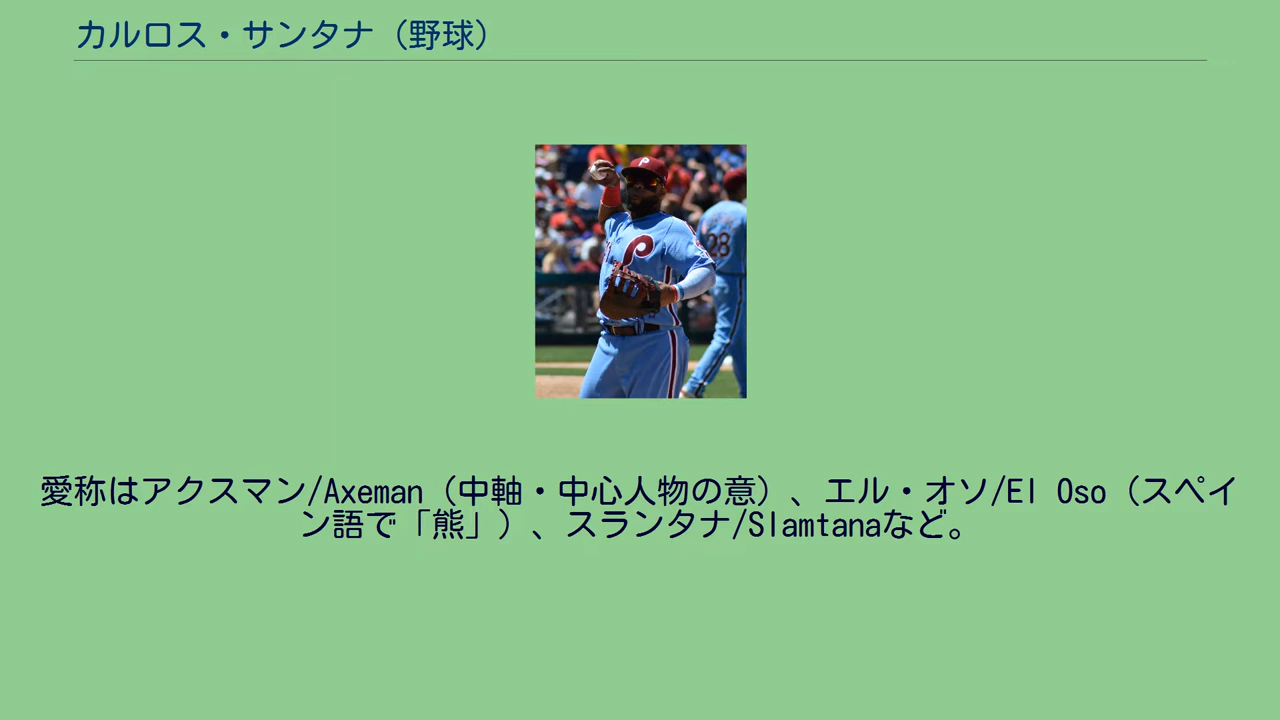 カルロス・サンタナ（野球）
P
P
28
愛称はアクスマン/Axeman（中軸・中心人物の意）、エル・オソ/El Oso（スペイ
ン語で「熊」）、スランタナ/Slamtanaなど。